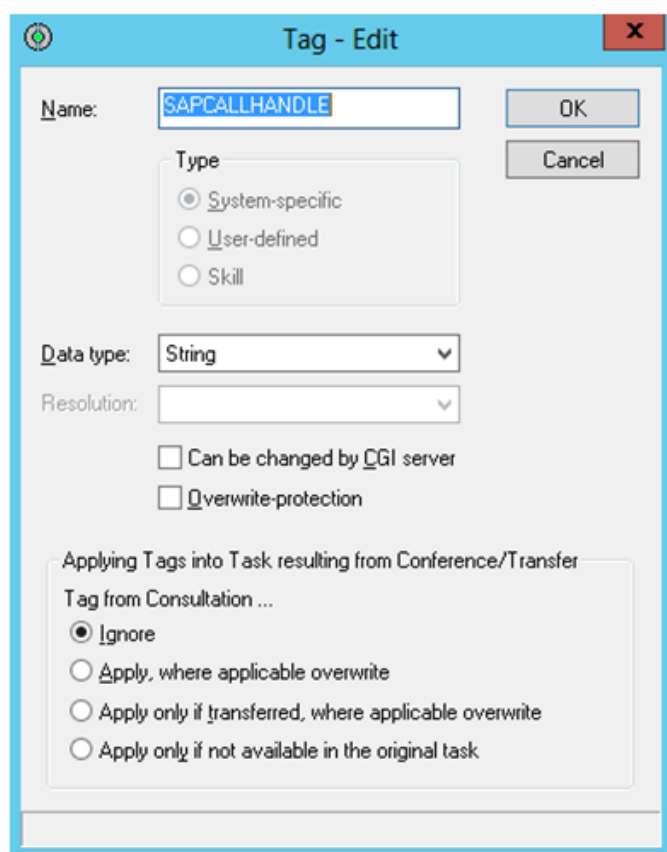 Tag - Edit
x
Name: SAPCALLHANDLE OK
Type Cancel
System-specific
User-defined
Skill
Data type: String
Resolution:
Can be changed by CGI server
Overwrite-protection
Applying Tags into Task resulting from Conference/Transfer
Tag from Consultation ...
Ignore
Apply, where applicable overwrite
Apply only if transferred, where applicable overwrite
Apply only if not available in the original task